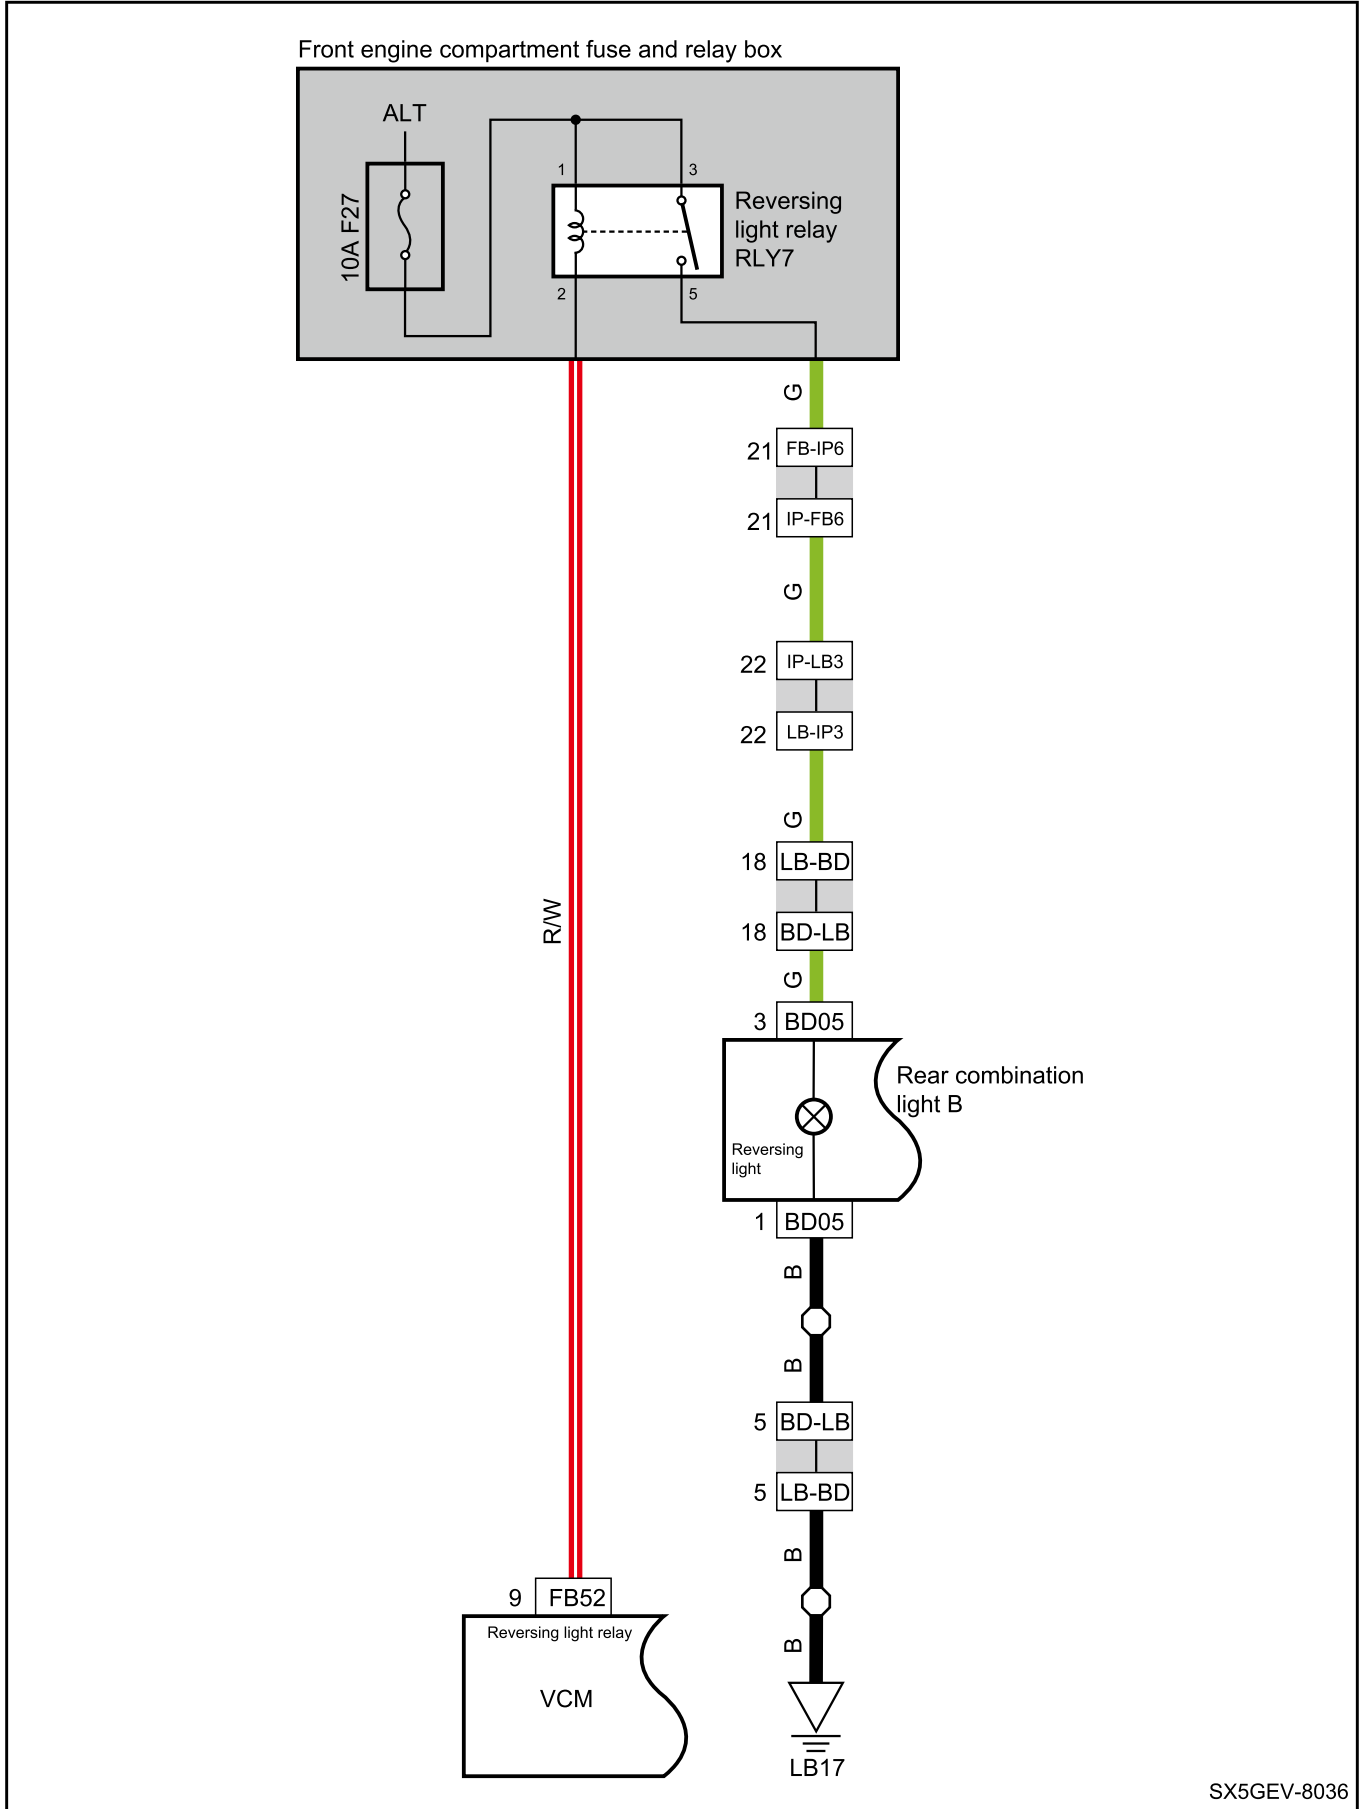 Front engine compartment fuse and relay box
ALT
10A F27
1
3
Reversing
light relay
RLY7
2
5
G
21 FB-IP6
21 IP-FB6
G
22 IP-LB3
22 LB-IP3
G
18 LB-BD
R/W
18 BD-LB
G
3 BD05
Rear combination
light B
Reversing
light
1 BD05
B
B
5 BD-LB
5 LB-BD
B
9 FB52
Reversing light relay
B
VCM
LB17
SX5GEV-8036